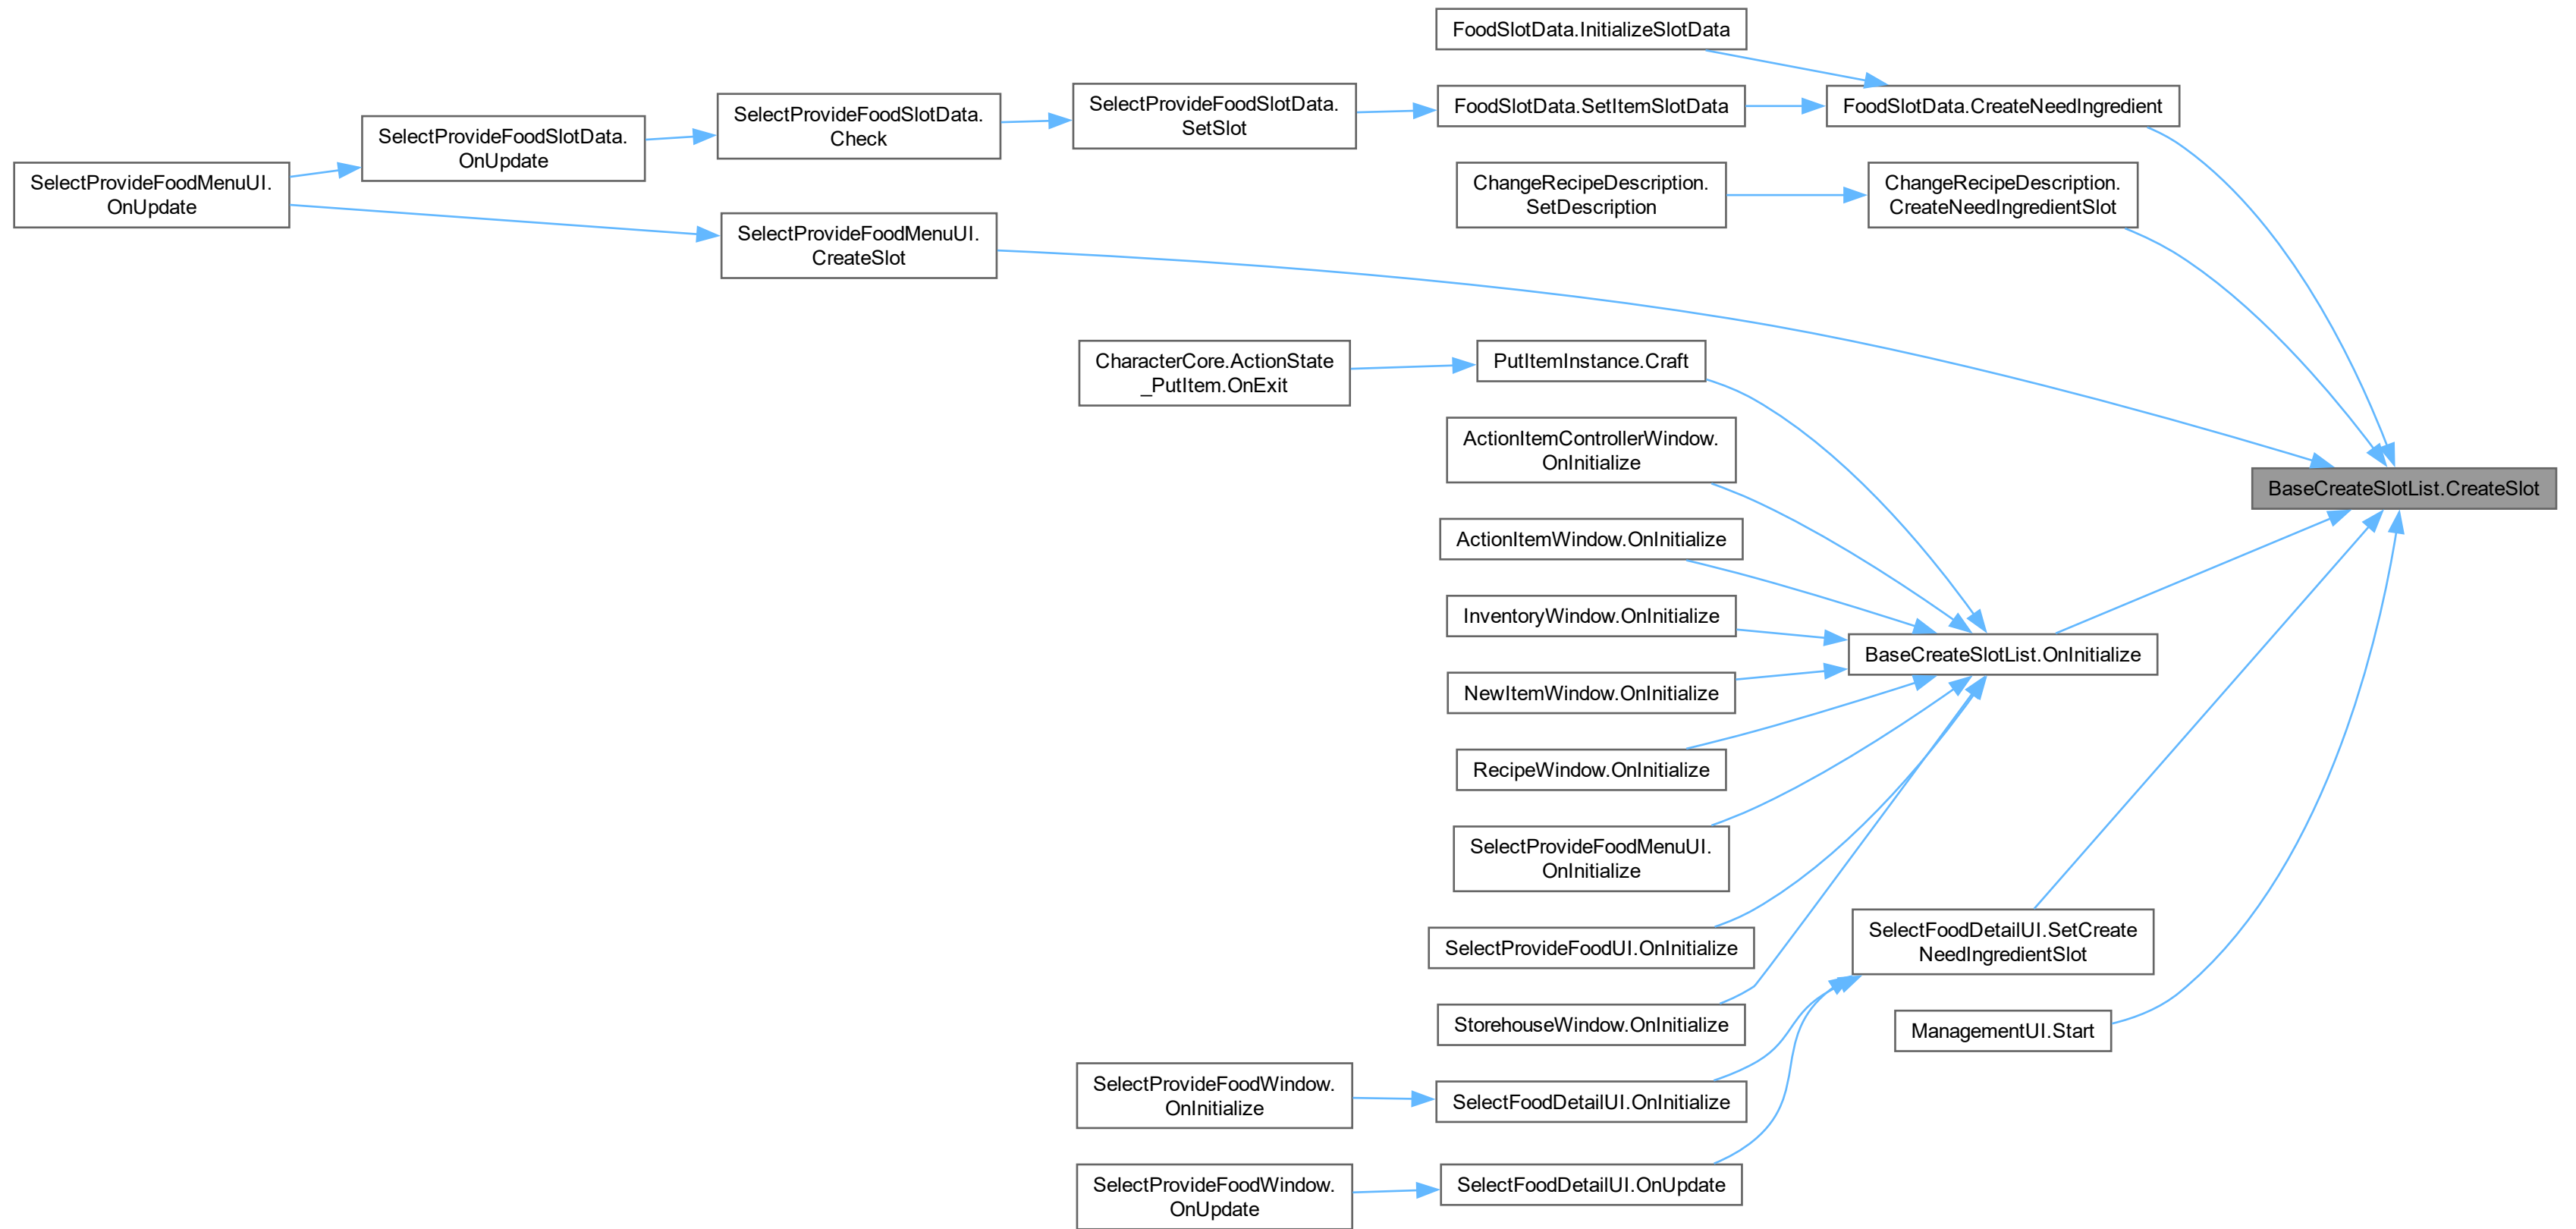 FoodSlotData.InitializeSlotData
SelectProvideFoodSlotData.
SetSlot
FoodSlotData.SetItemSlotData
FoodSlotData.CreateNeedIngredient
SelectProvideFoodSlotData.
Check
SelectProvideFoodSlotData.
OnUpdate
SelectProvideFoodMenuUI.
OnUpdate
ChangeRecipeDescription.
SetDescription
ChangeRecipeDescription.
CreateNeedIngredientSlot
SelectProvideFoodMenuUI.
CreateSlot
CharacterCore.ActionState
_PutItem.OnExit
PutItemInstance.Craft
ActionItemControllerWindow.
OnInitialize
BaseCreateSlotList.CreateSlot
ActionItemWindow.OnInitialize
InventoryWindow.OnInitialize
BaseCreateSlotList.OnInitialize
NewItemWindow.OnInitialize
RecipeWindow.OnInitialize
SelectProvideFoodMenuUI.
OnInitialize
SelectProvideFoodUI.OnInitialize
SelectFoodDetailUI.SetCreate
NeedIngredientSlot
StorehouseWindow.OnInitialize
ManagementUI.Start
SelectProvideFoodWindow.
OnInitialize
SelectFoodDetailUI.OnInitialize
SelectProvideFoodWindow.
OnUpdate
SelectFoodDetailUI.OnUpdate